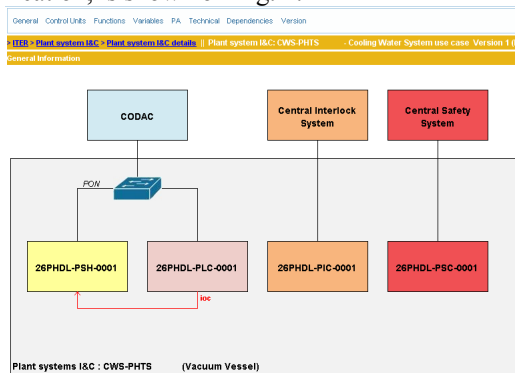 General Control Units Functions Variables PA Technical Dependencies Version
> ITER > Plant system I&C > Plant system I&C details || Plant system I&C: CWS-PHTS - Cooling Water System use case Version 1 (
General Information
CODAC
Central Interlock
System
Central Safety
System
PON
26PHDL-PSH-0001
26PHDL-PLC-0001
26PHDL-PIC-0001
26PHDL-PSC-0001
ioc
Plant systems I&C : CWS-PHTS (Vacuum Vessel)